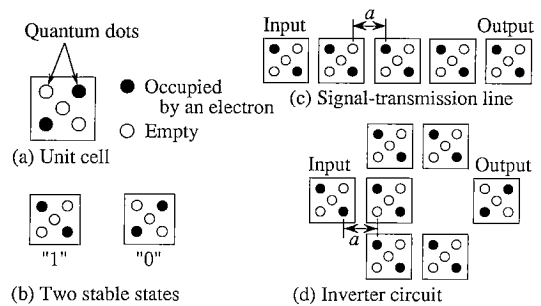 Quantum dots
Occupied
by an electron
Empty
(a) Unit cell
"1"
"0"
(b) Two stable states
Input
a
Output
(c) Signal-transmission line
Input
Output
a
(d) Inverter circuit